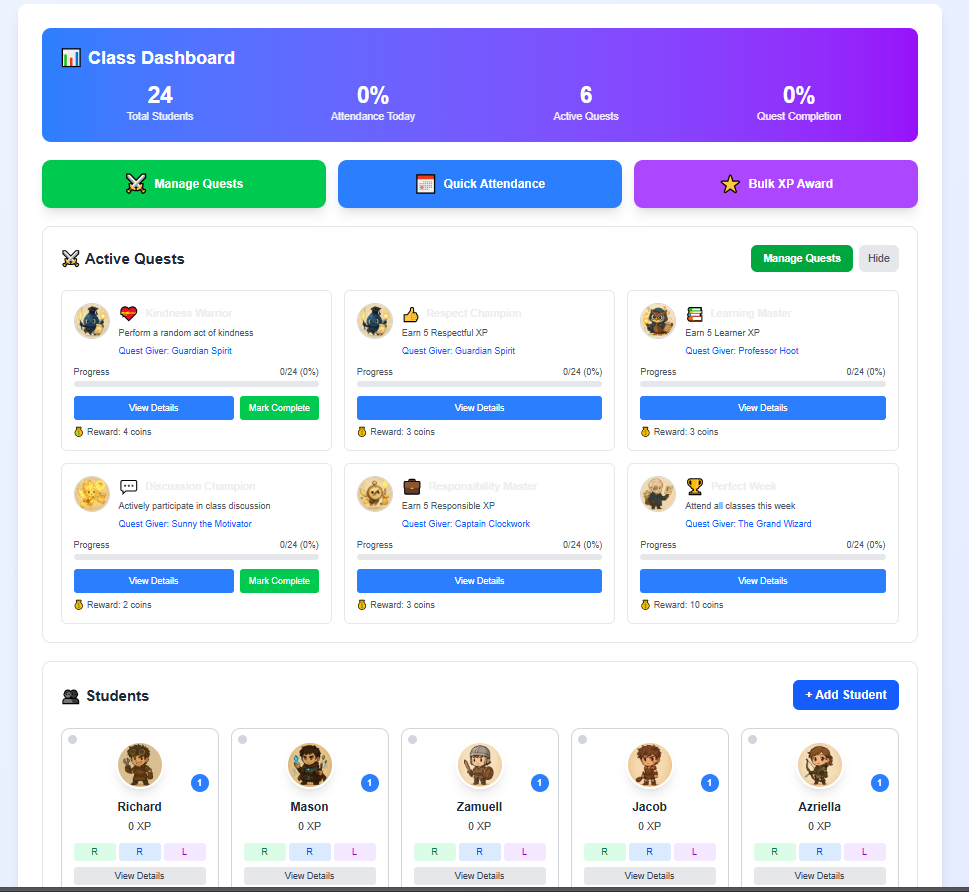 Class Dashboard
24
Total Students
0%
Attendance Today
6
Active Quests
0%
Quest Completion
Manage Quests
Quick Attendance
Bulk XP Award
Active Quests
Manage Quests
Hide
Kindness Warrior
Perform a random act of kindness
Quest Giver: Guardian Spirit
Progress 0/24 (0%)
View Details
Mark Complete
Reward: 4 coins
Respect Champion
Earn 5 Respectful XP
Quest Giver: Guardian Spirit
Progress 0/24 (0%)
View Details
Reward: 3 coins
Learning Master
Earn 5 Learner XP
Quest Giver: Professor Hoot
Progress 0/24 (0%)
View Details
Reward: 3 coins
Discussion Champion
Actively participate in class discussion
Quest Giver: Sunny the Motivator
Progress 0/24 (0%)
View Details
Mark Complete
Reward: 2 coins
Responsibility Master
Earn 5 Responsible XP
Quest Giver: Captain Clockwork
Progress 0/24 (0%)
View Details
Reward: 3 coins
Perfect Week
Attend all classes this week
Quest Giver: The Grand Wizard
Progress 0/24 (0%)
View Details
Reward: 10 coins
Students
+ Add Student
1
Richard
0 XP
R R L
View Details
1
Mason
0 XP
R R L
View Details
1
Zamuell
0 XP
R R L
View Details
1
Jacob
0 XP
R R L
View Details
1
Azriella
0 XP
R R L
View Details